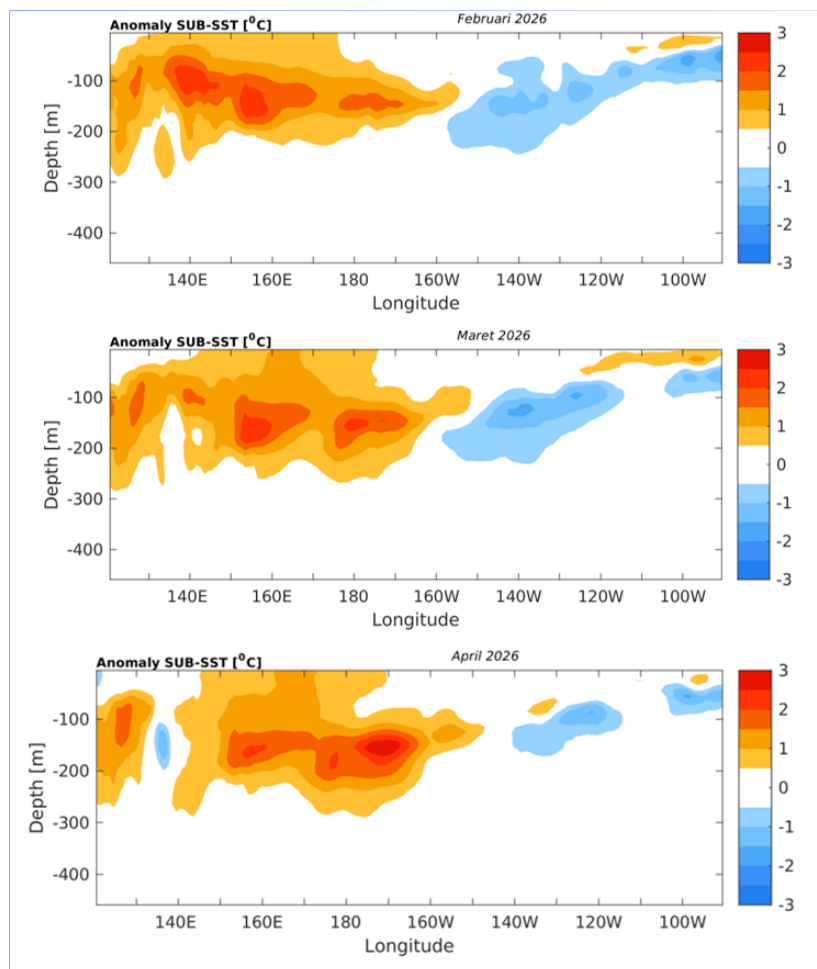 Anomaly SUB-SST [⁰C]
Februari 2026
Depth [m]
-100
-200
-300
-400
140E 160E 180 160W 140W 120W 100W
Longitude
3
2
1
0
-1
-2
-3
Anomaly SUB-SST [⁰C]
Maret 2026
Depth [m]
-100
-200
-300
-400
140E 160E 180 160W 140W 120W 100W
Longitude
3
2
1
0
-1
-2
-3
Anomaly SUB-SST [⁰C]
April 2026
Depth [m]
-100
-200
-300
-400
140E 160E 180 160W 140W 120W 100W
Longitude
3
2
1
0
-1
-2
-3